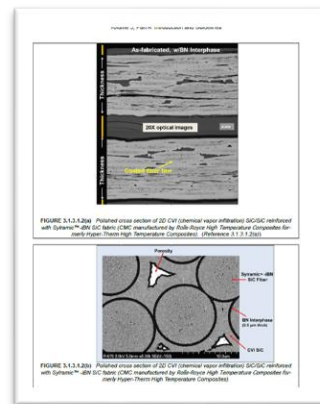 As-fabricated, w/BN Interphase
Thickness
20X optical images
Thickness
Coated fiber tow
FIGURE 3.1.3.1.2(a) Polished cross section of 2D CVI (chemical vapor infiltration) SiC/SiC reinforced
with Sylramic™-iBN SiC fabric (CMC manufactured by Rolls-Royce High Temperature Composites for-
merly Hyper-Therm High Temperature Composites). (Reference 3.1.3.1.2(a))
Porosity
Sylramic™-iBN
SiC Fiber
BN Interphase
(0.5 µm thick)
CVI SiC
FIGURE 3.1.3.1.2(b) Polished cross section of 2D CVI (chemical vapor infiltration) SiC/SiC reinforced
with Sylramic™-iBN SiC fabric (CMC manufactured by Rolls-Royce High Temperature Composites for-
merly Hyper-Therm High Temperature Composites)